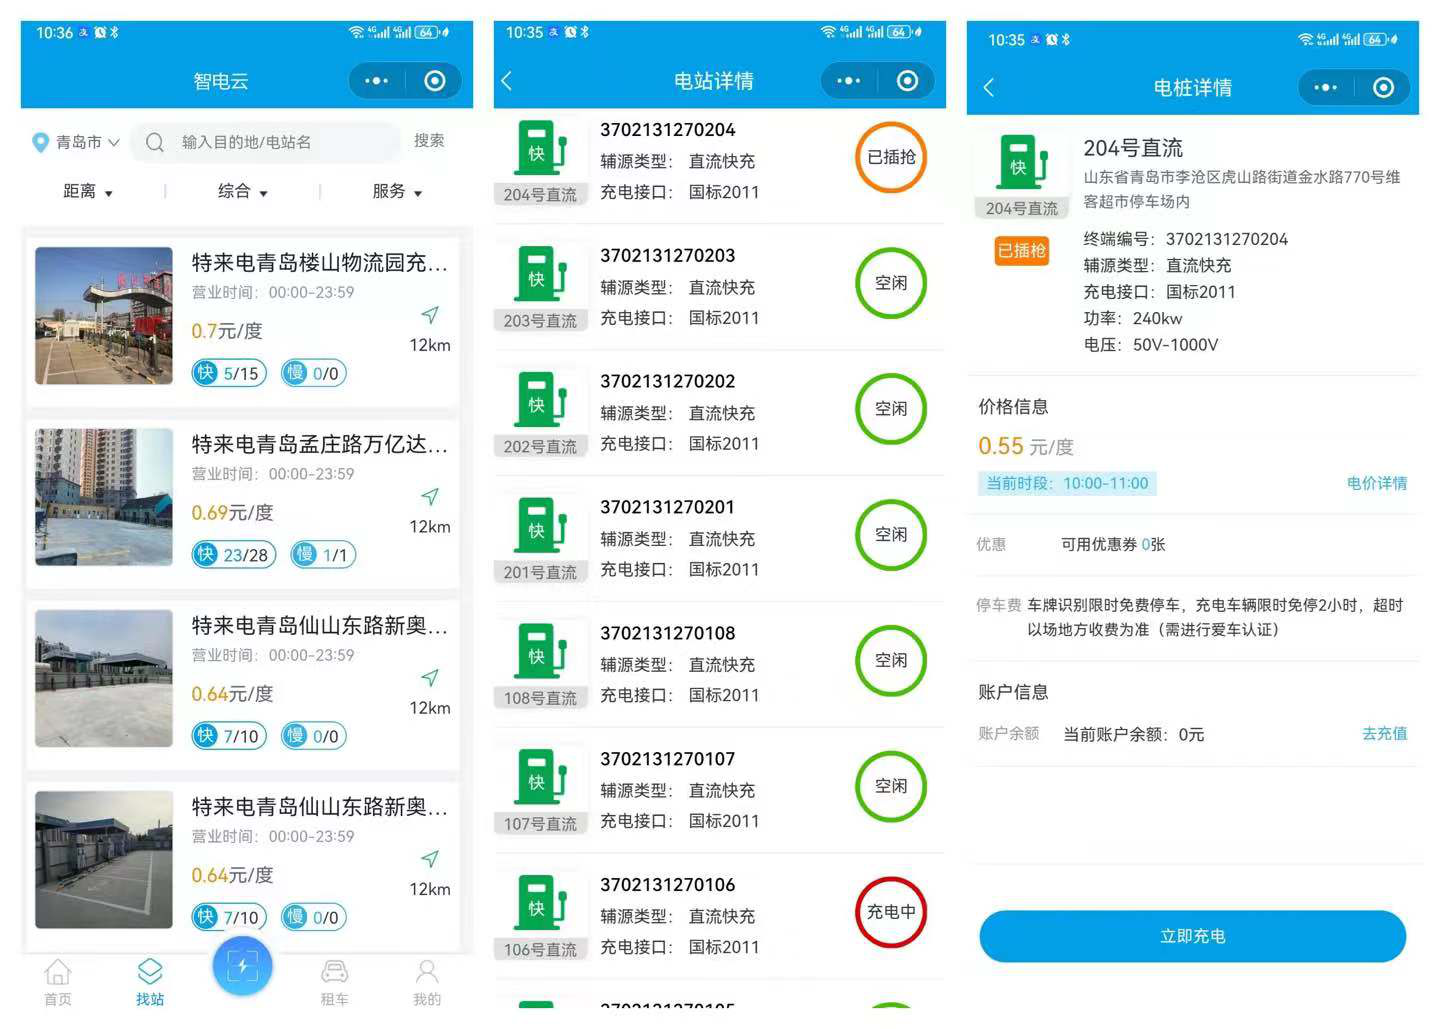 10:36
4G 4G 64
智电云
青岛市
输入目的地/电站名
搜索
距离
综合
服务
特来电青岛楼山物流园充...
营业时间：00:00-23:59
0.7元/度
12km
快 5/15
慢 0/0
特来电青岛孟庄路万亿达...
营业时间：00:00-23:59
0.69元/度
12km
快 23/28
慢 1/1
特来电青岛仙山东路新奥...
营业时间：00:00-23:59
0.64元/度
12km
快 7/10
慢 0/0
特来电青岛仙山东路新奥...
营业时间：00:00-23:59
0.64元/度
12km
快 7/10
慢 0/0
首页
找站
租车
我的
10:35
4G 4G 64
电站详情
快
204号直流
3702131270204
辅源类型： 直流快充
充电接口： 国标2011
已插抢
快
203号直流
3702131270203
辅源类型： 直流快充
充电接口： 国标2011
空闲
快
202号直流
3702131270202
辅源类型： 直流快充
充电接口： 国标2011
空闲
快
201号直流
3702131270201
辅源类型： 直流快充
充电接口： 国标2011
空闲
快
108号直流
3702131270108
辅源类型： 直流快充
充电接口： 国标2011
空闲
快
107号直流
3702131270107
辅源类型： 直流快充
充电接口： 国标2011
空闲
快
106号直流
3702131270106
辅源类型： 直流快充
充电接口： 国标2011
充电中
3702131270105
10:35
4G 4G 64
电桩详情
快
204号直流
已插枪
204号直流
山东省青岛市李沧区虎山路街道金水路770号维
客超市停车场内
终端编号：3702131270204
辅源类型：直流快充
充电接口：国标2011
功率：240kw
电压：50V-1000V
价格信息
0.55 元/度
当前时段：10:00-11:00
电价详情
优惠
可用优惠券 0张
停车费 车牌识别限时免费停车，充电车辆限时免停2小时，超时
以场地方收费为准（需进行爱车认证）
账户信息
账户余额
当前账户余额：0元
去充值
立即充电